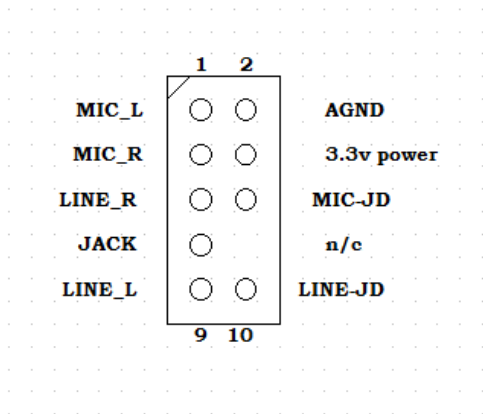 1 2
MIC_L AGND
MIC_R 3.3v power
LINE_R MIC-JD
JACK n/c
LINE_L LINE-JD
9 10